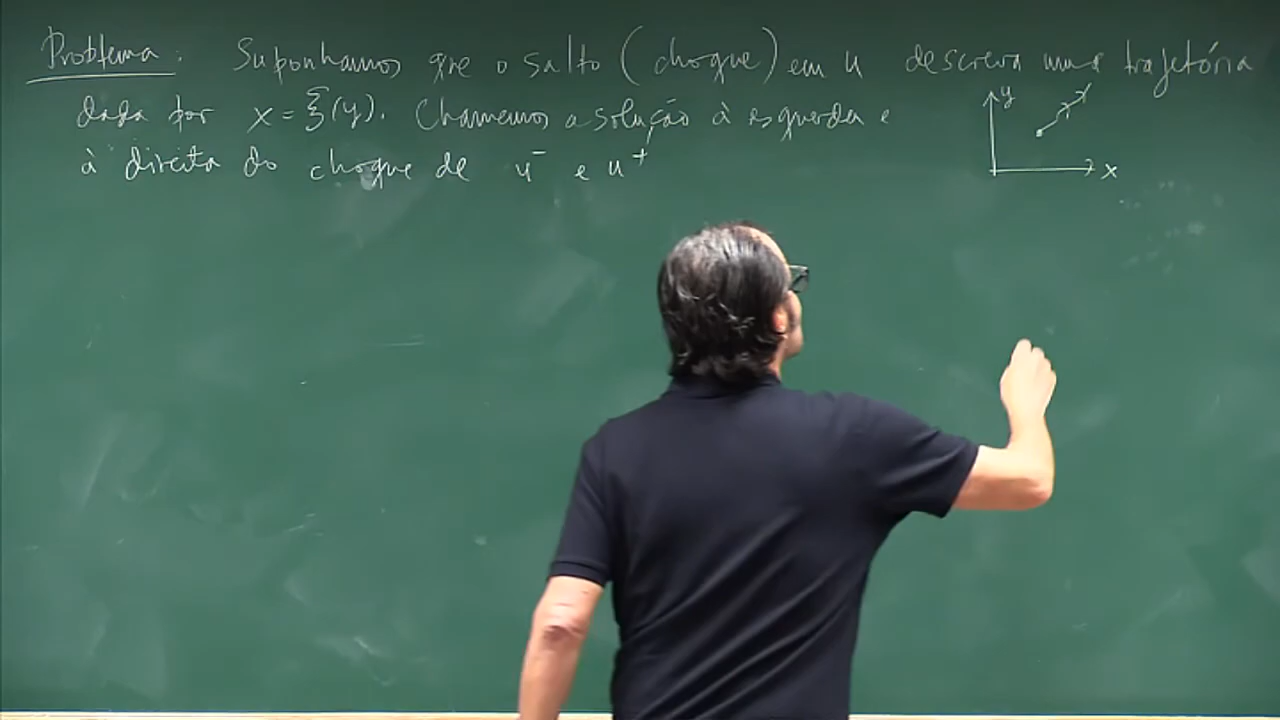 Problema: Suponhamos que o salto (choque) em u descreva uma trajetória
dada por x = ξ(y). Chamemos a solução à esquerda e
à direita do choque de u⁻ e u⁺
y
x